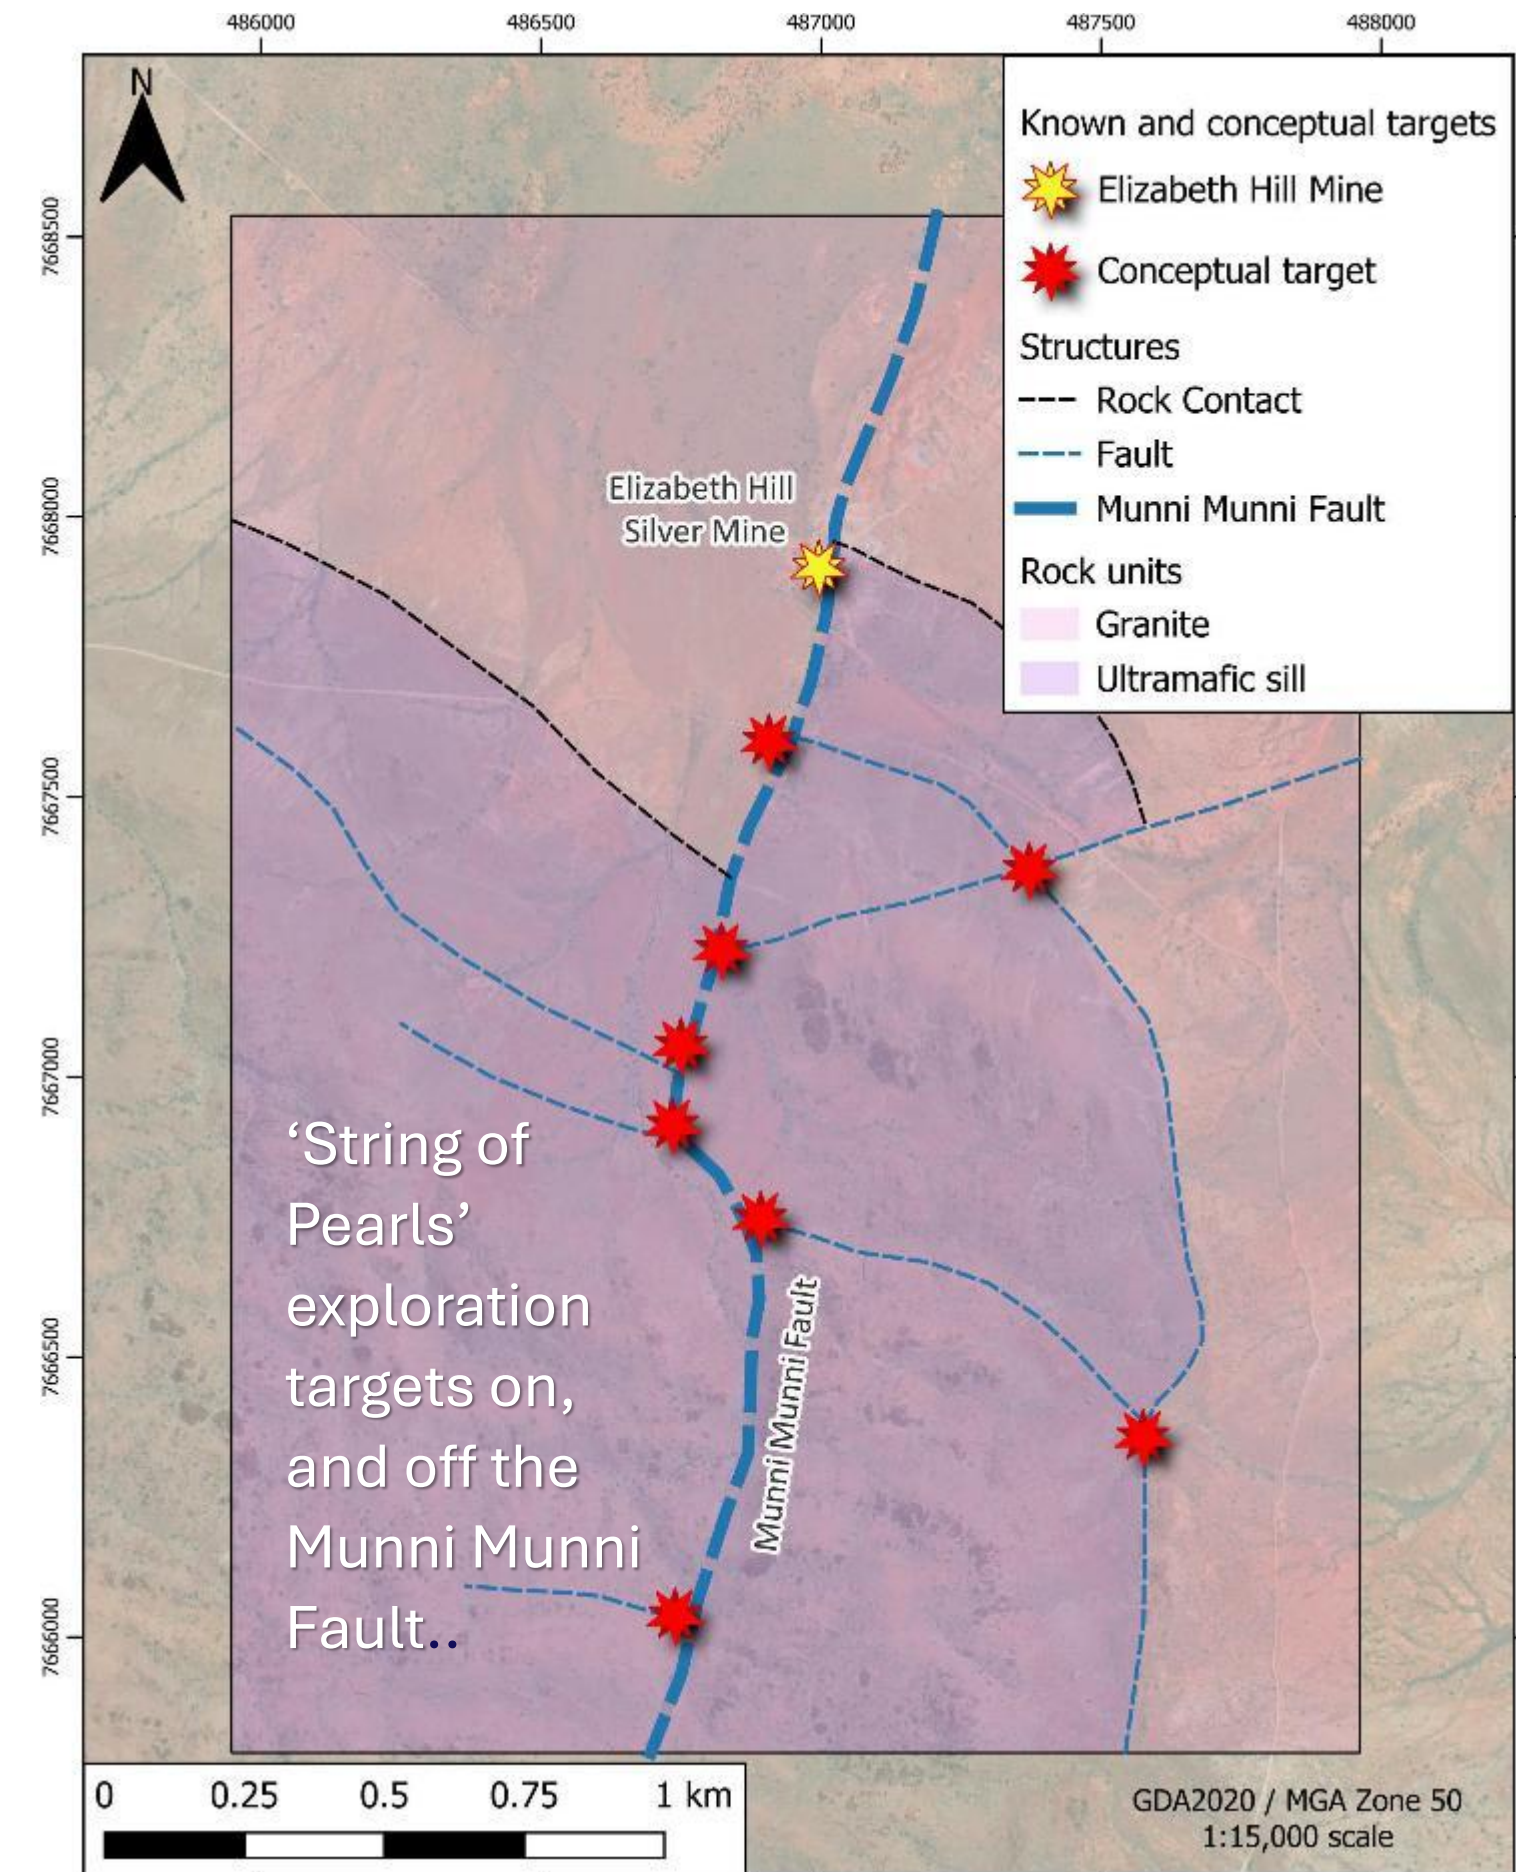 486000
486500
487000
487500
488000
N
Known and conceptual targets
Elizabeth Hill Mine
Conceptual target
Structures
Rock Contact
Fault
Munni Munni Fault
Rock units
Granite
Ultramafic sill
7668500
7668000
7667500
7667000
7666500
7666000
Elizabeth Hill
Silver Mine
‘String of
Pearls’
exploration
targets on,
and off the
Munni Munni
Fault..
Munni Munni Fault
0 0.25 0.5 0.75 1 km
GDA2020 / MGA Zone 50
1:15,000 scale